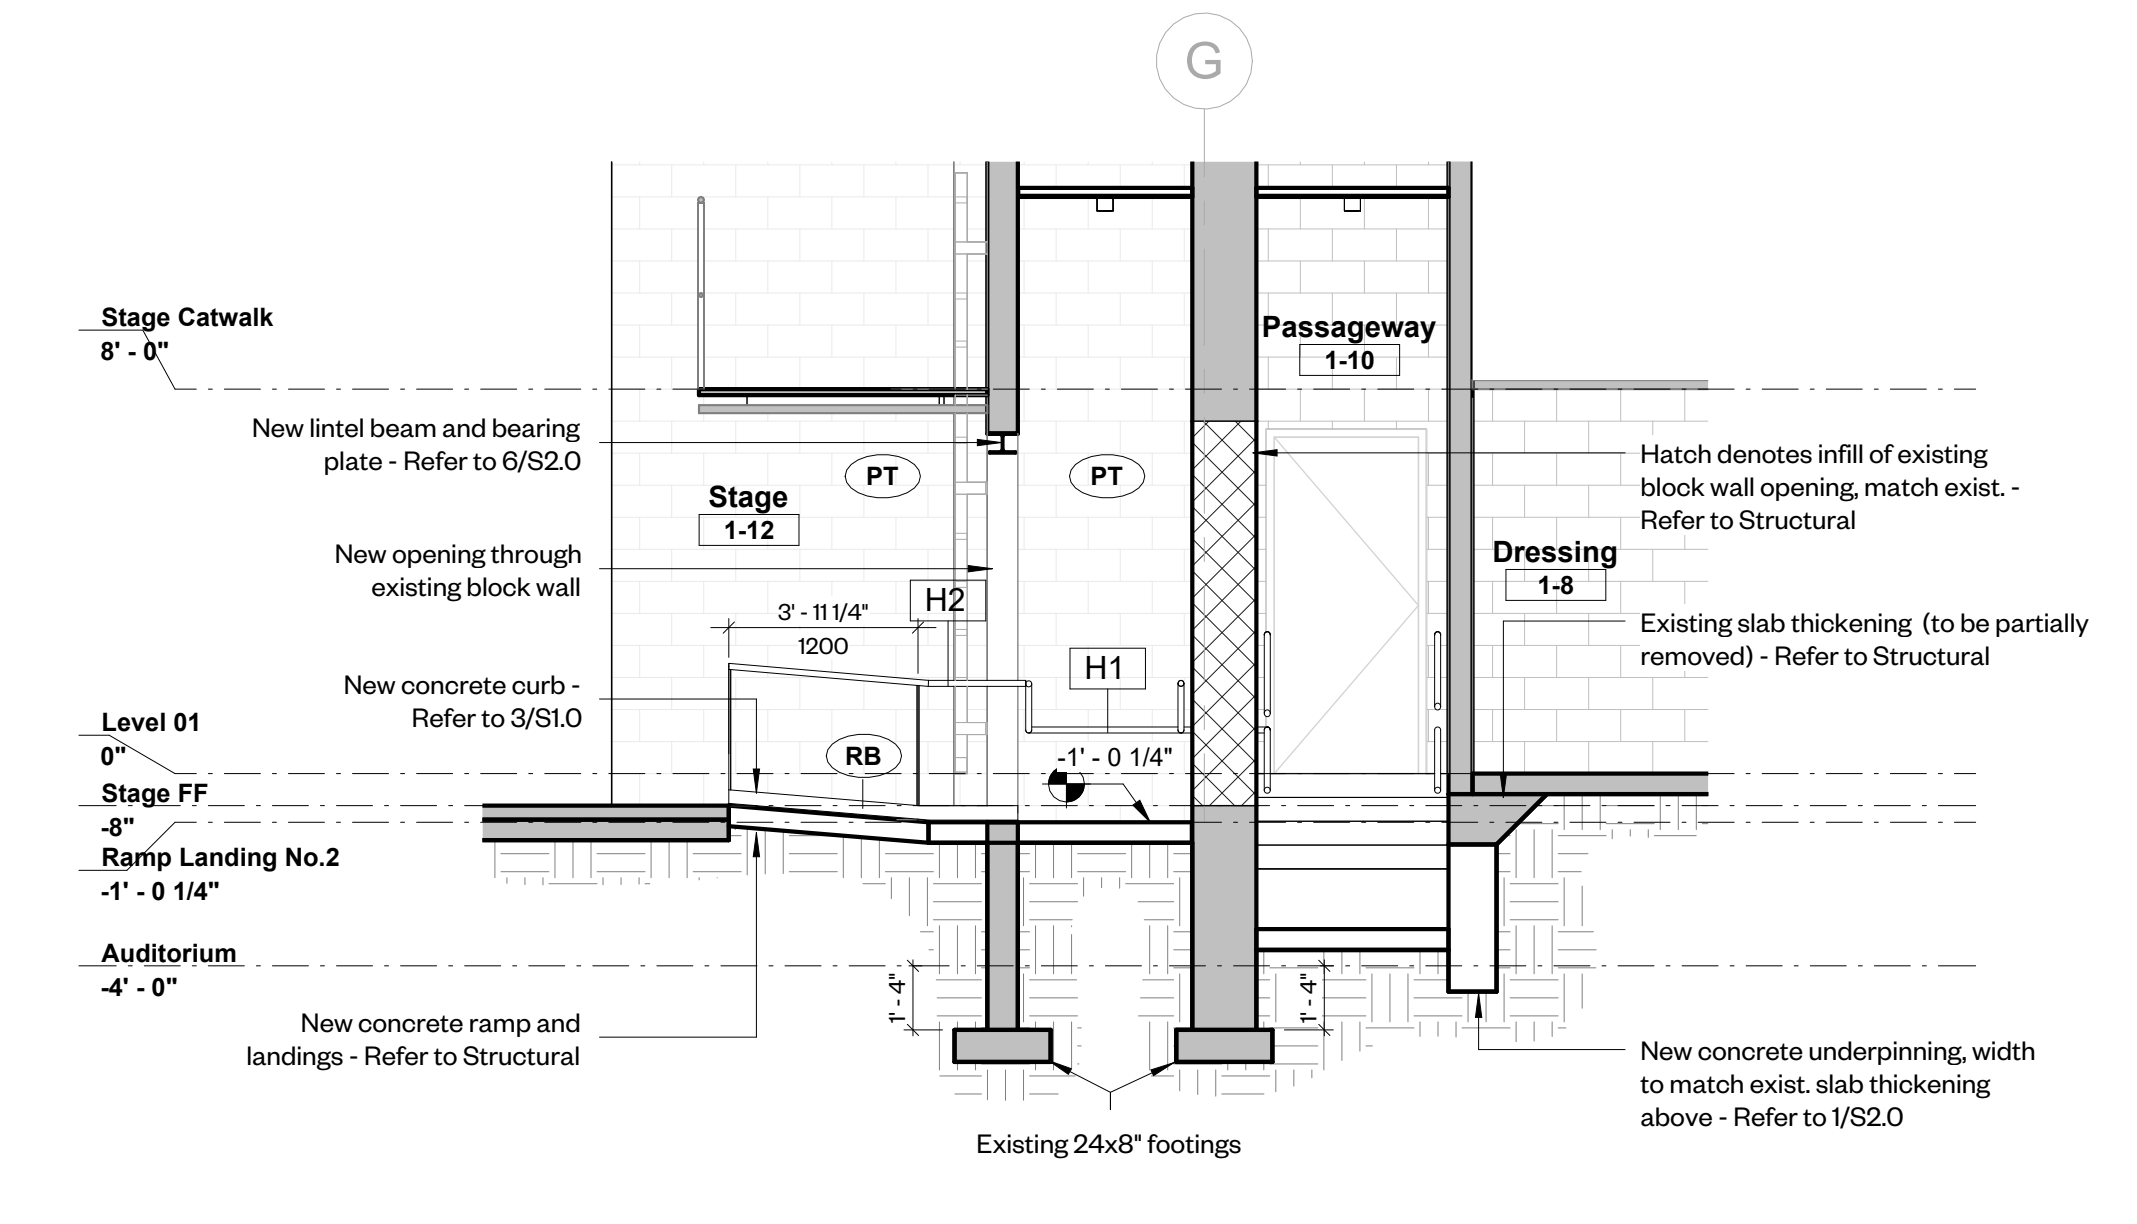 G
Stage Catwalk
8' - 0"
Passageway
1-10
New lintel beam and bearing
plate - Refer to 6/S2.0
PT
PT
Hatch denotes infill of existing
block wall opening, match exist. -
Refer to Structural
Stage
1-12
New opening through
existing block wall
Dressing
1-8
H2
3' - 11 1/4"
1200
Existing slab thickening (to be partially
removed) - Refer to Structural
H1
New concrete curb -
Refer to 3/S1.0
Level 01
0"
RB
-1' - 0 1/4"
Stage FF
-8"
Ramp Landing No.2
-1' - 0 1/4"
Auditorium
-4' - 0"
1' - 4"
1' - 4"
New concrete ramp and
landings - Refer to Structural
New concrete underpinning, width
to match exist. slab thickening
above - Refer to 1/S2.0
Existing 24x8" footings